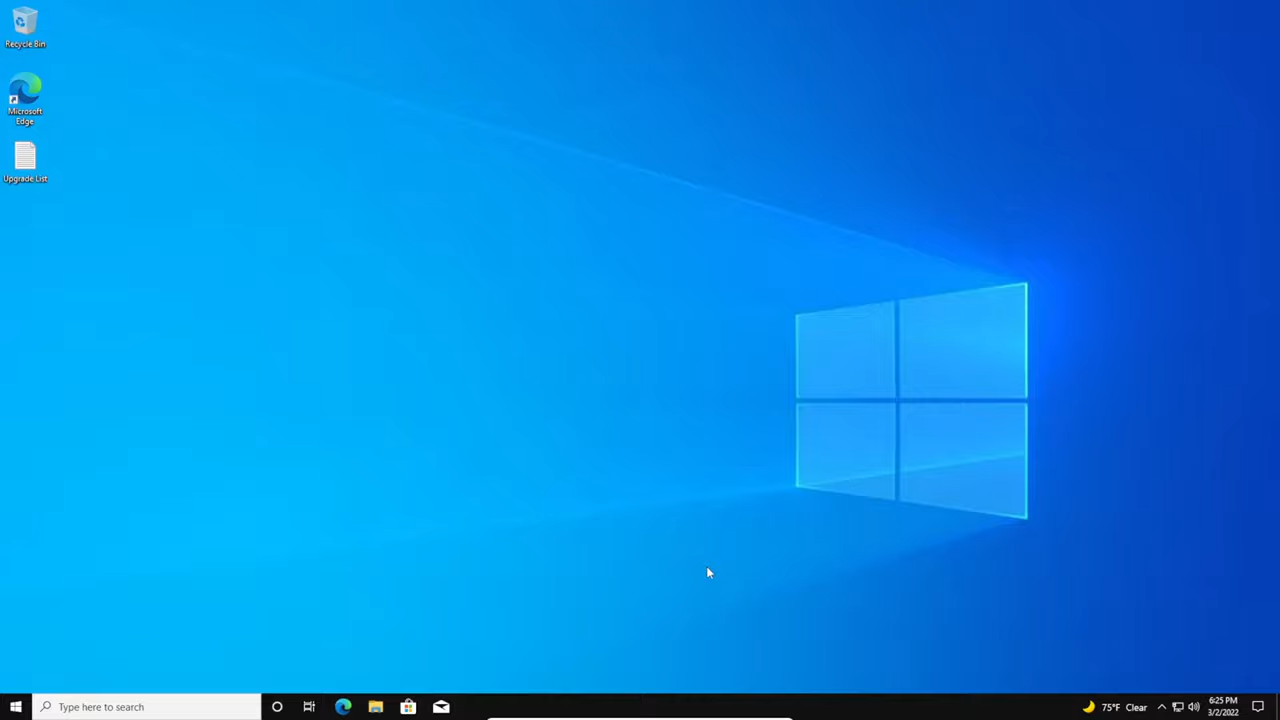 Recycle Bin
Microsoft
Edge
Upgrade List
Type here to search
75°F Clear
6:25 PM
3/2/2022